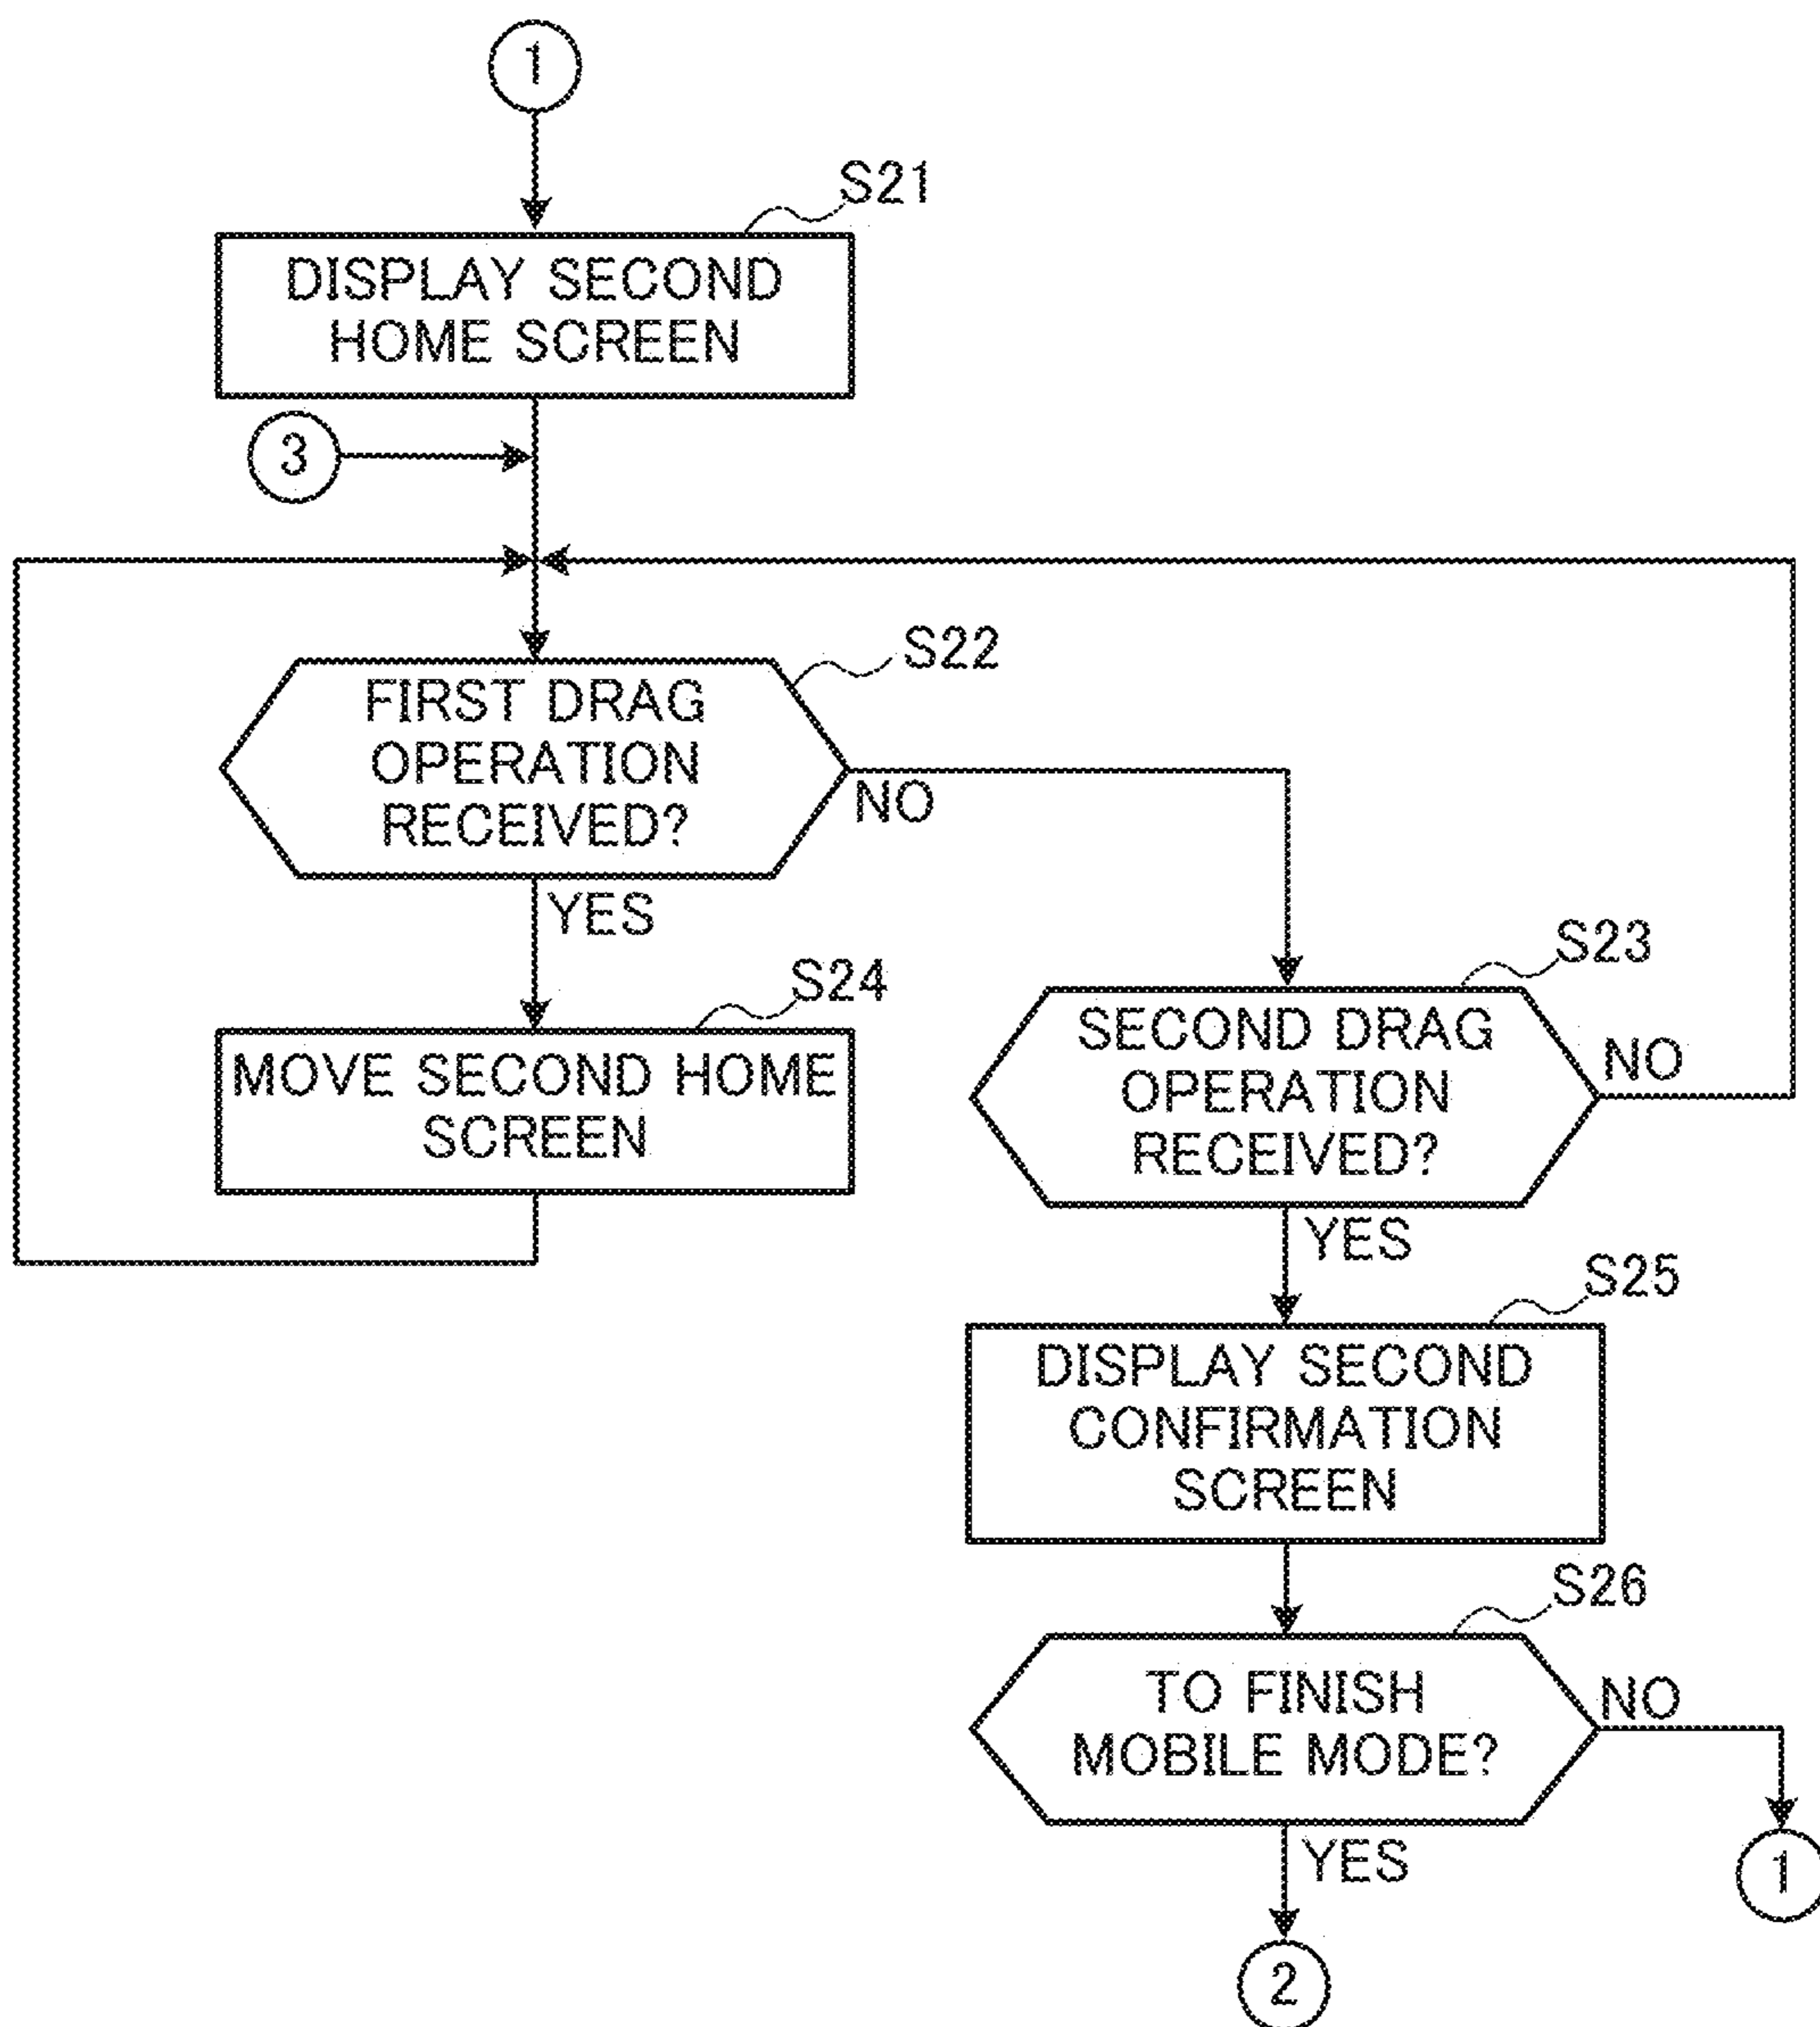 1
S21
DISPLAY SECOND
HOME SCREEN
3
S22
FIRST DRAG
OPERATION
RECEIVED?
NO
YES
S24
MOVE SECOND HOME
SCREEN
S23
SECOND DRAG
OPERATION
RECEIVED?
NO
YES
S25
DISPLAY SECOND
CONFIRMATION
SCREEN
S26
TO FINISH
MOBILE MODE?
NO
YES
1
2